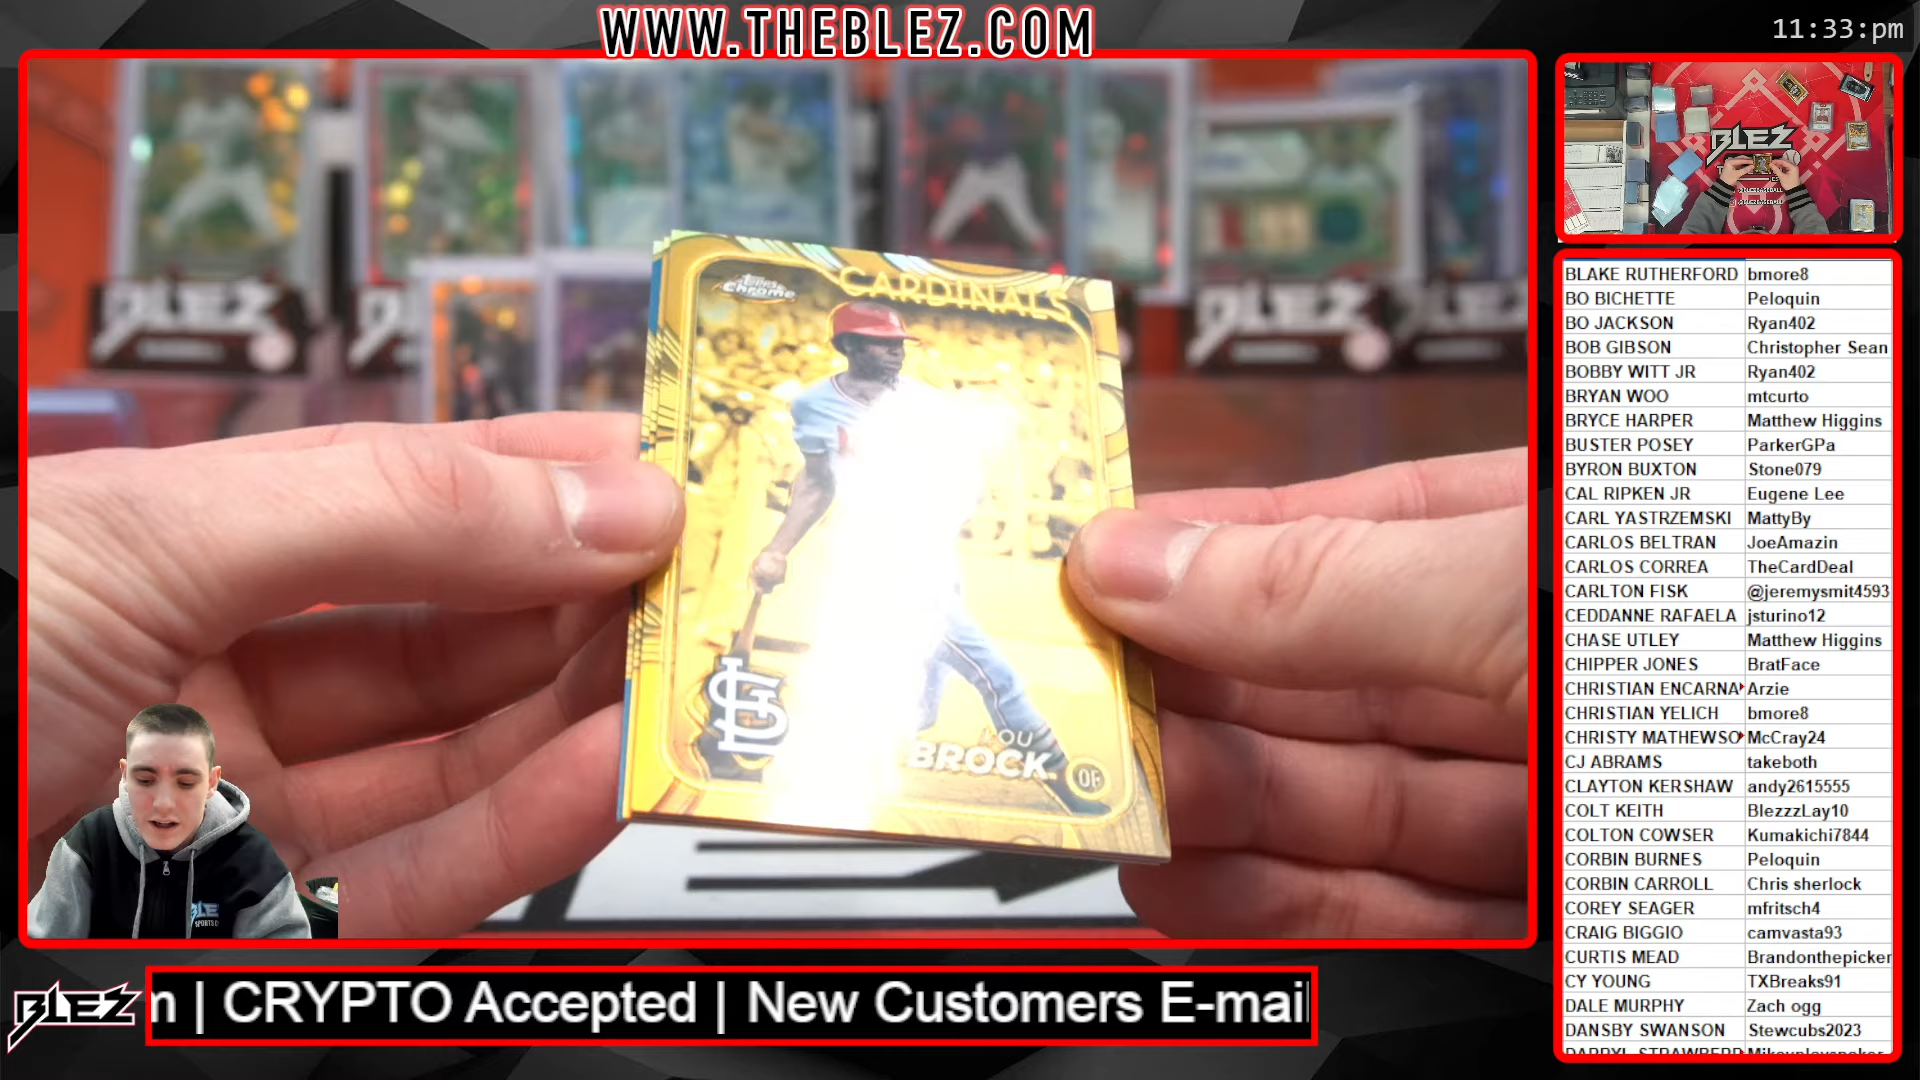 WWW.THEBLEZ.COM
11:33:pm
Topps Chrome
CARDINALS
LOU
BROCK
OF
STL
BLEZ
BLEZ
BLEZ
BLEZ
BLAKE RUTHERFORD bmore8
BO BICHETTE Peloquin
BO JACKSON Ryan402
BOB GIBSON Christopher Sean
BOBBY WITT JR Ryan402
BRYAN WOO mtcurto
BRYCE HARPER Matthew Higgins
BUSTER POSEY ParkerGPa
BYRON BUXTON Stone079
CAL RIPKEN JR Eugene Lee
CARL YASTRZEMSKI MattyBy
CARLOS BELTRAN JoeAmazin
CARLOS CORREA TheCardDeal
CARLTON FISK @jeremysmit4593
CEDDANNE RAFAELA jsturino12
CHASE UTLEY Matthew Higgins
CHIPPER JONES BratFace
CHRISTIAN ENCARNA Arzie
CHRISTIAN YELICH bmore8
CHRISTY MATHEWSO McCray24
CJ ABRAMS takeboth
CLAYTON KERSHAW andy2615555
COLT KEITH BlezzzLay10
COLTON COWSER Kumakichi7844
CORBIN BURNES Peloquin
CORBIN CARROLL Chris sherlock
COREY SEAGER mfritsch4
CRAIG BIGGIO camvasta93
CURTIS MEAD Brandonthepicker
CY YOUNG TXBreaks91
DALE MURPHY Zach ogg
DANSBY SWANSON Stewcubs2023
BLEZ
m | CRYPTO Accepted | New Customers E-mail